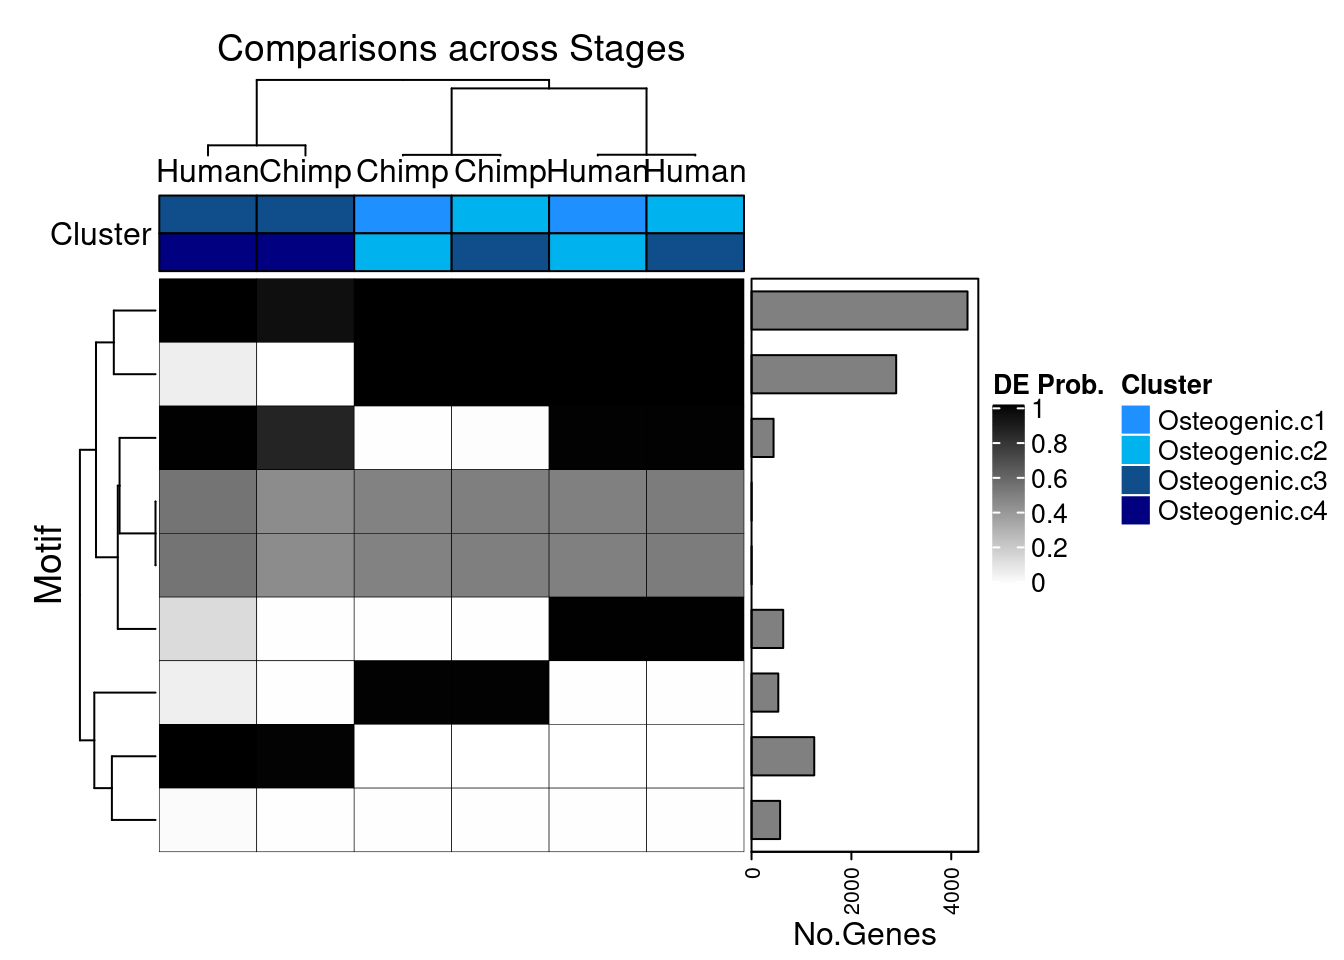 Comparisons across Stages
Human Chimp Chimp Chimp Human Human
Cluster
Motif
0 2000 4000
No.Genes
DE Prob.
1
0.8
0.6
0.4
0.2
0
Cluster
Osteogenic.c1
Osteogenic.c2
Osteogenic.c3
Osteogenic.c4